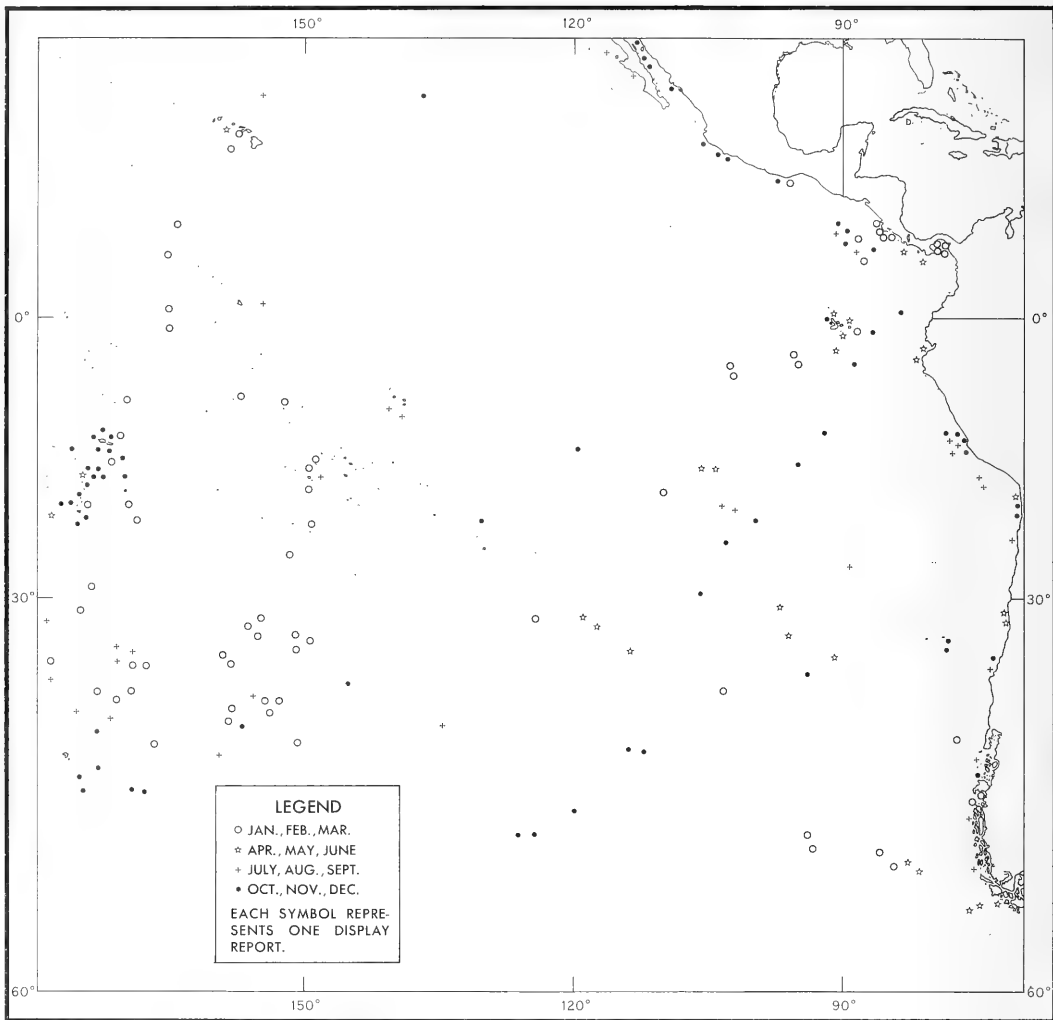 150°
120°
90°
0°
0°
30°
30°
60°
60°
150°
120°
90°
LEGEND
JAN., FEB., MAR.
APR., MAY, JUNE
JULY, AUG., SEPT.
OCT., NOV., DEC.
EACH SYMBOL REPRE-
SENTS ONE DISPLAY
REPORT.